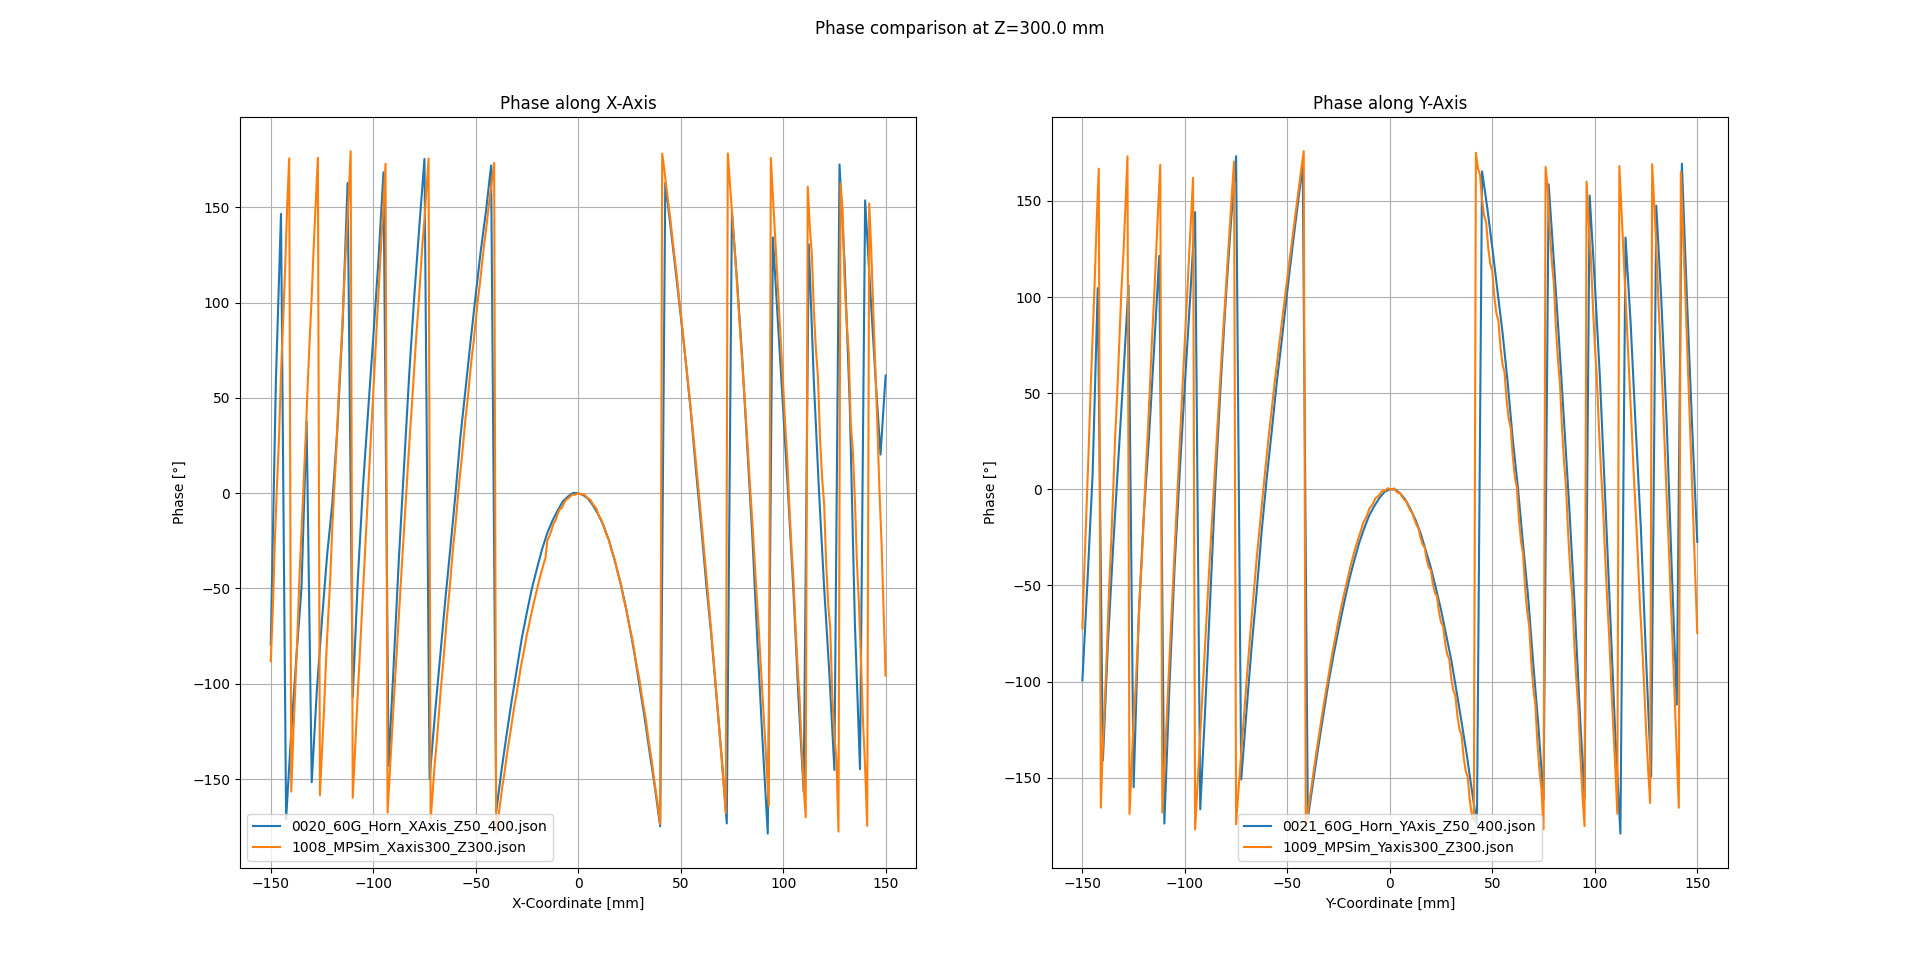 Phase comparison at Z=300.0 mm
Phase along X-Axis
150
100
50
0
−50
−100
−150
Phase [°]
0020_60G_Horn_XAxis_Z50_400.json
1008_MPSim_Xaxis300_Z300.json
−150
−100
−50
0
50
100
150
X-Coordinate [mm]
Phase along Y-Axis
150
100
50
0
−50
−100
−150
Phase [°]
0021_60G_Horn_YAxis_Z50_400.json
1009_MPSim_Yaxis300_Z300.json
−150
−100
−50
0
50
100
150
Y-Coordinate [mm]